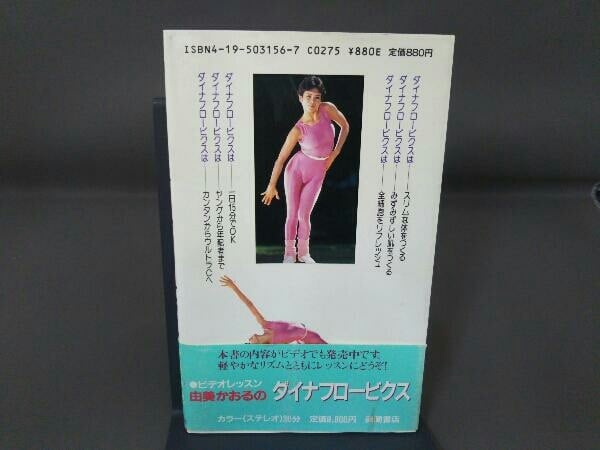 ISBN4-19-503156-7 C0275 ¥880E 定価880円
ダイナフロービクスは──スリムな体をつくる
ダイナフロービクスは──みずみずしい肌をつくる
ダイナフロービクスは──全細胞をリフレッシュ
ダイナフロービクスは──一日15分でOK
ダイナフロービクスは──ヤングから年配者まで
ダイナフロービクスは──カンタンからウルトラCへ
本書の内容がビデオでも発売中です。
軽やかなリズムとともにレッスンにどうぞ!
●ビデオレッスン
由美かおるの ダイナフロービクス
カラー(ステレオ)30分 定価9,800円 徳間書店